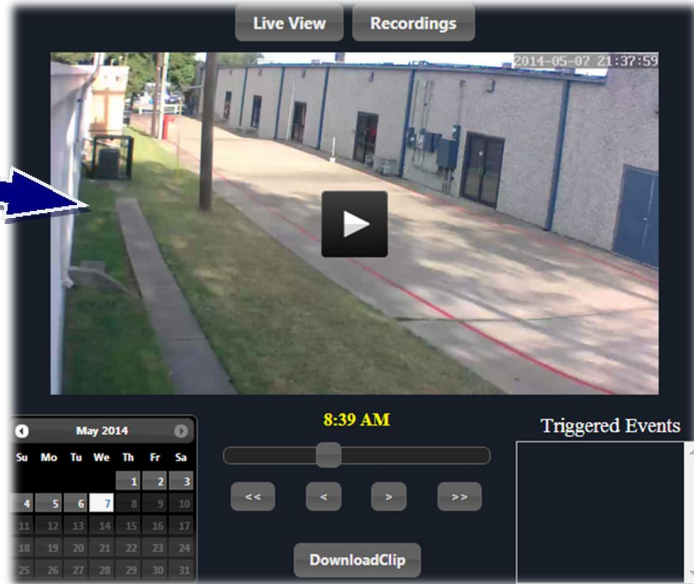 Live View
Recordings
2014-05-07 21:37:59
8:39 AM
Triggered Events
May 2014
Su Mo Tu We Th Fr Sa
1 2 3
4 5 6 7 8 9 10
11 12 13 14 15 16 17
18 19 20 21 22 23 24
25 26 27 28 29 30 31
<< < > >>
DownloadClip